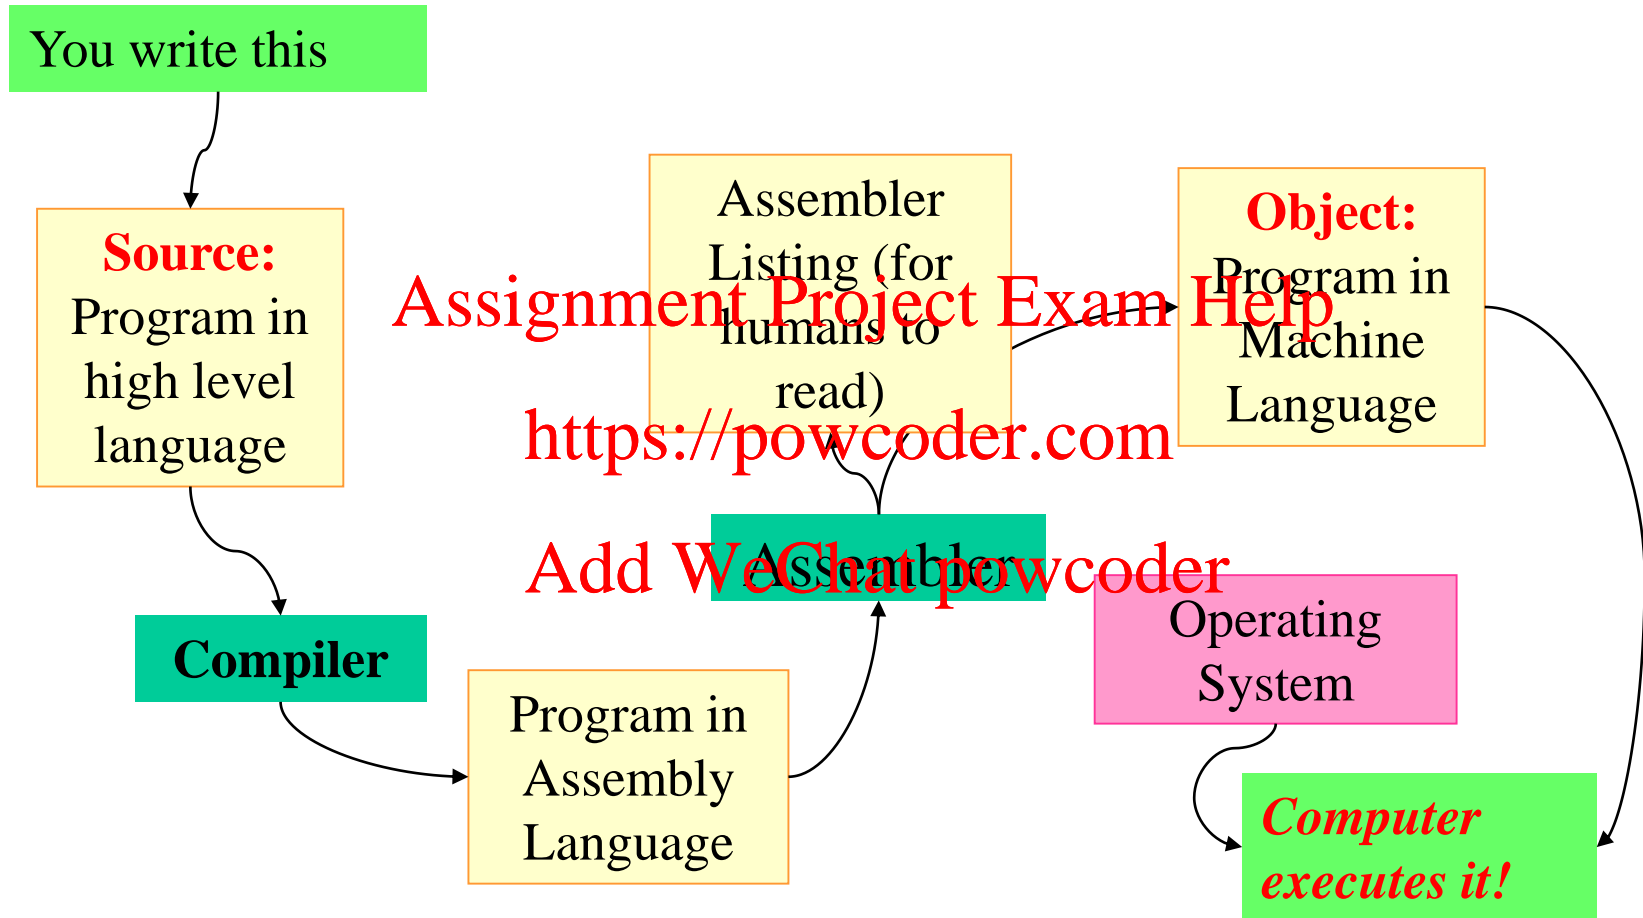 You write this
Source:
Program in
high level
language
Compiler
Program in
Assembly
Language
Assembler
Assembler
Listing (for
humans to
read)
Object:
Program in
Machine
Language
Operating
System
Computer
executes it!
Assignment Project Exam Help
https://powcoder.com
Add WeChat powcoder